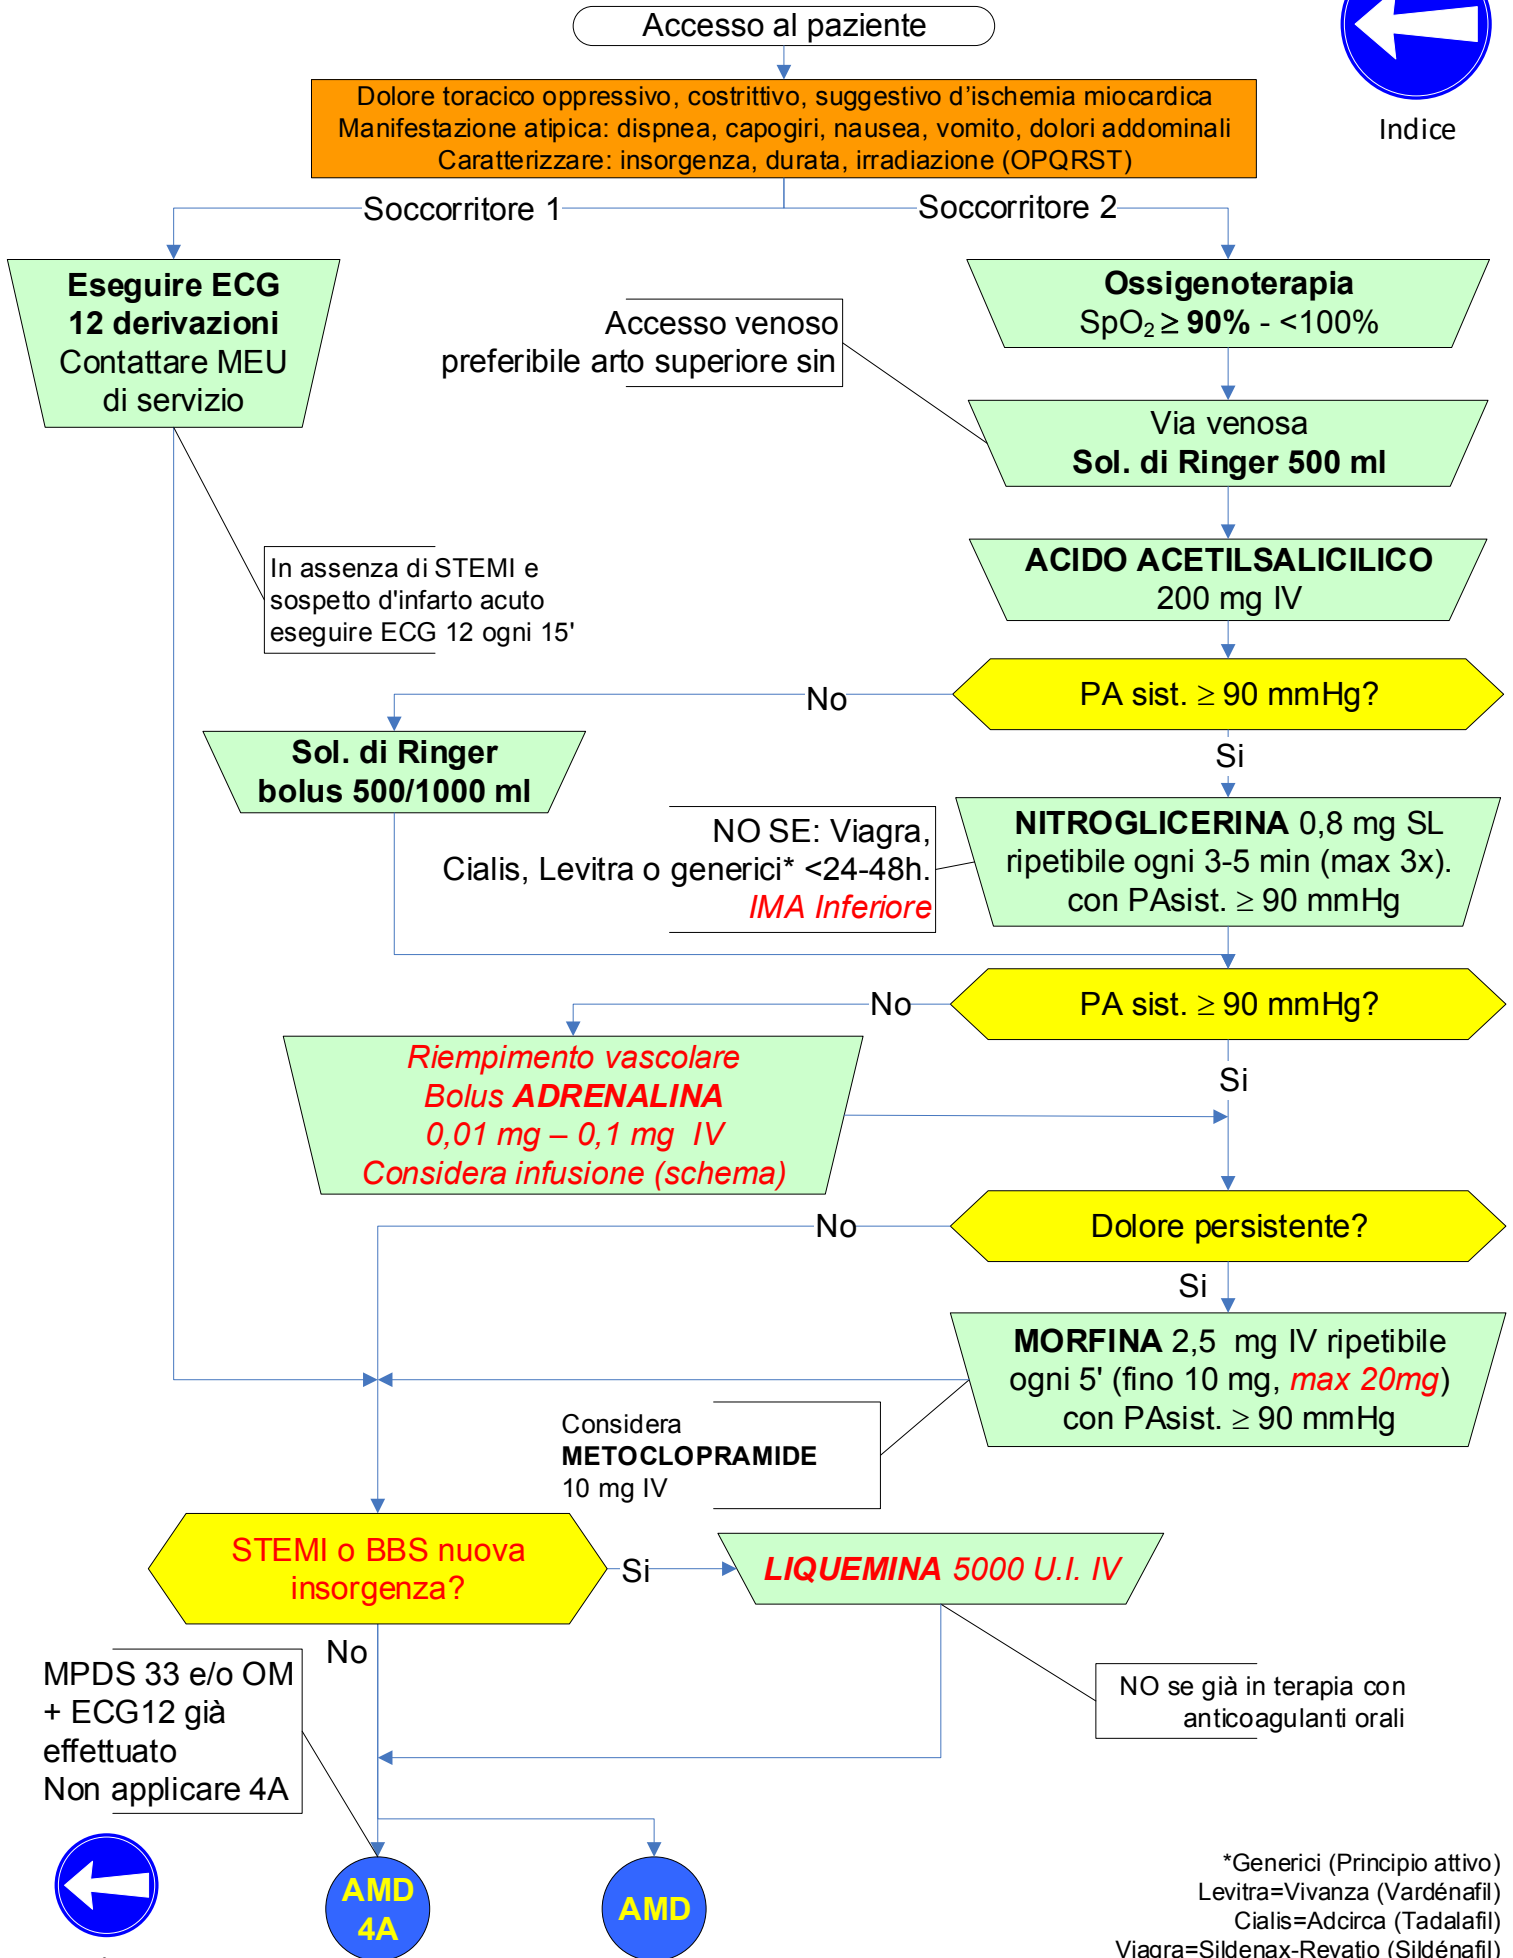 Accesso al paziente
Indice
Dolore toracico oppressivo, costrittivo, suggestivo d'ischemia miocardica
Manifestazione atipica: dispnea, capogiri, nausea, vomito, dolori addominali
Caratterizzare: insorgenza, durata, irradiazione (OPQRST)
Soccorritore 1
Soccorritore 2
Eseguire ECG
12 derivazioni
Contattare MEU
di servizio
Ossigenoterapia
SpO₂ ≥ 90% - <100%
Accesso venoso
preferibile arto superiore sin
Via venosa
Sol. di Ringer 500 ml
In assenza di STEMI e
sospetto d'infarto acuto
eseguire ECG 12 ogni 15'
ACIDO ACETILSALICILICO
200 mg IV
PA sist. ≥ 90 mmHg?
No
Si
Sol. di Ringer
bolus 500/1000 ml
NO SE: Viagra,
Cialis, Levitra o generici* <24-48h.
IMA Inferiore
NITROGLICERINA 0,8 mg SL
ripetibile ogni 3-5 min (max 3x).
con PAsist. ≥ 90 mmHg
PA sist. ≥ 90 mmHg?
No
Si
Riempimento vascolare
Bolus ADRENALINA
0,01 mg – 0,1 mg IV
Considera infusione (schema)
Dolore persistente?
No
Si
MORFINA 2,5 mg IV ripetibile
ogni 5' (fino 10 mg, max 20mg)
con PAsist. ≥ 90 mmHg
Considera
METOCLOPRAMIDE
10 mg IV
STEMI o BBS nuova
insorgenza?
Si
LIQUEMINA 5000 U.I. IV
No
MPDS 33 e/o OM
+ ECG12 già
effettuato
Non applicare 4A
NO se già in terapia con
anticoagulanti orali
AMD
4A
AMD
*Generici (Principio attivo)
Levitra=Vivanza (Vardénafil)
Cialis=Adcirca (Tadalafil)
Viagra=Sildenax-Revatio (Sildénafil)